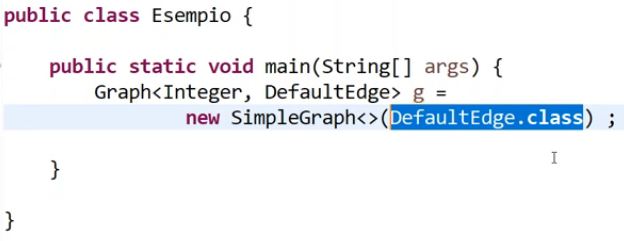 public class Esempio {
public static void main(String[] args) {
Graph<Integer, DefaultEdge> g =
new SimpleGraph<>(DefaultEdge.class) ;
}
}